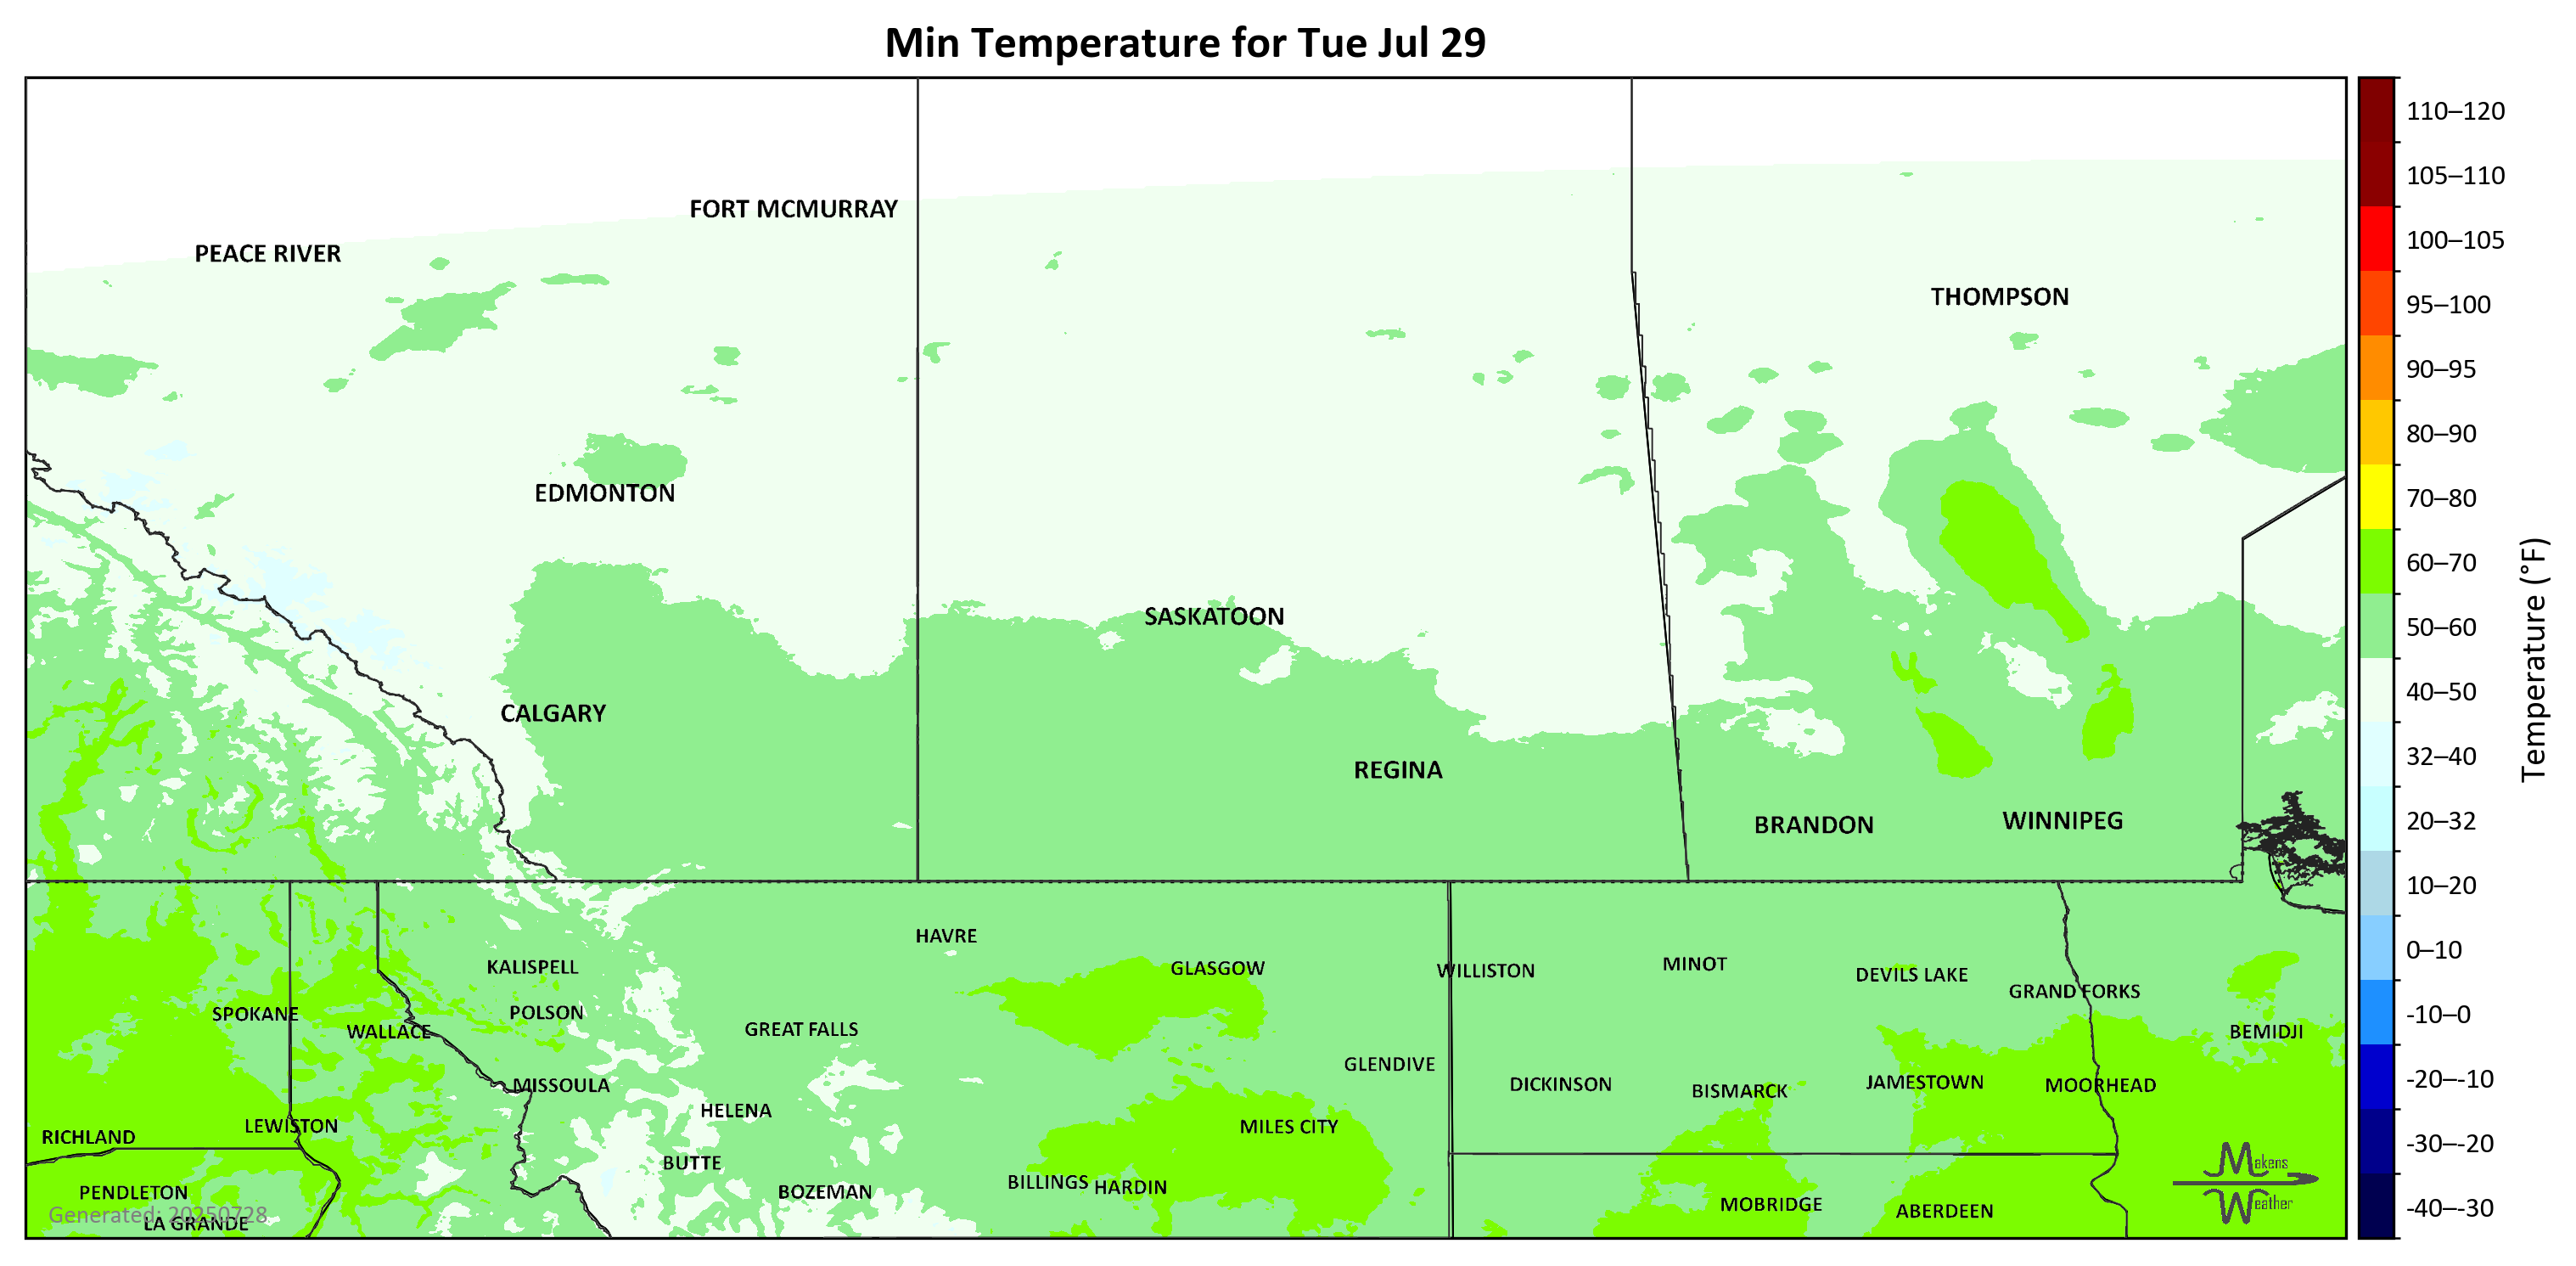 Min Temperature for Tue Jul 29
110–120
105–110
FORT MCMURRAY
100–105
PEACE RIVER
THOMPSON
95–100
90–95
80–90
EDMONTON
70–80
60–70
SASKATOON
50–60
Temperature (°F)
CALGARY
40–50
REGINA
32–40
BRANDON
WINNIPEG
20–32
10–20
HAVRE
0–10
KALISPELL
GLASGOW
WILLISTON
MINOT
DEVILS LAKE
GRAND FORKS
SPOKANE
POLSON
-10–0
WALLACE
GREAT FALLS
BEMIDJI
GLENDIVE
-20–-10
MISSOULA
DICKINSON
BISMARCK
JAMESTOWN
MOORHEAD
HELENA
LEWISTON
MILES CITY
RICHLAND
-30–-20
BUTTE
Makens
PENDLETON
BOZEMAN
BILLINGS
HARDIN
Weather
MOBRIDGE
ABERDEEN
-40–-30
Generated: 20250728
LA GRANDE